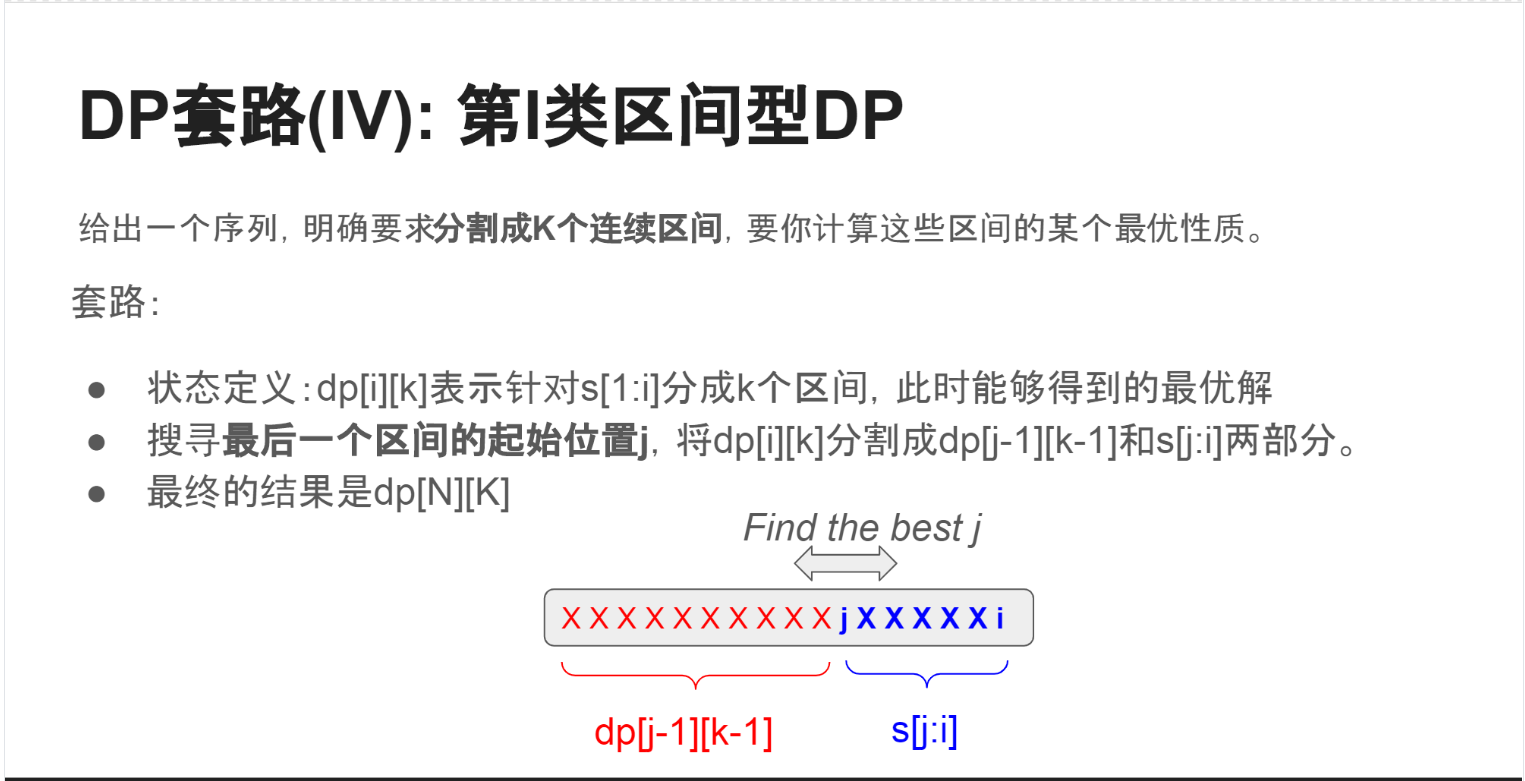 DP套路(IV): 第I类区间型DP
给出一个序列, 明确要求分割成K个连续区间, 要你计算这些区间的某个最优性质。
套路:
● 状态定义:dp[i][k]表示针对s[1:i]分成k个区间, 此时能够得到的最优解
● 搜寻最后一个区间的起始位置j, 将dp[i][k]分割成dp[j-1][k-1]和s[j:i]两部分。
● 最终的结果是dp[N][K]
Find the best j
X X X X X X X X X X j X X X X X i
dp[j-1][k-1] s[j:i]